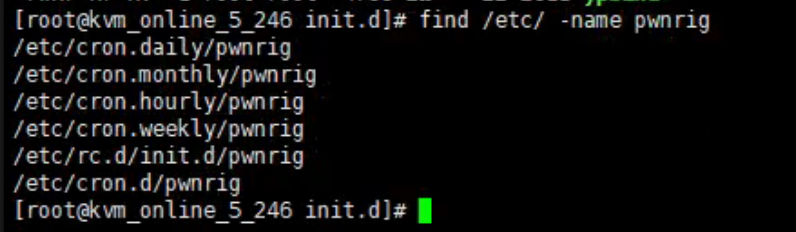 [root@kvm_online_5_246 init.d]# find /etc/ -name pwnrig
/etc/cron.daily/pwnrig
/etc/cron.monthly/pwnrig
/etc/cron.hourly/pwnrig
/etc/cron.weekly/pwnrig
/etc/rc.d/init.d/pwnrig
/etc/cron.d/pwnrig
[root@kvm_online_5_246 init.d]#